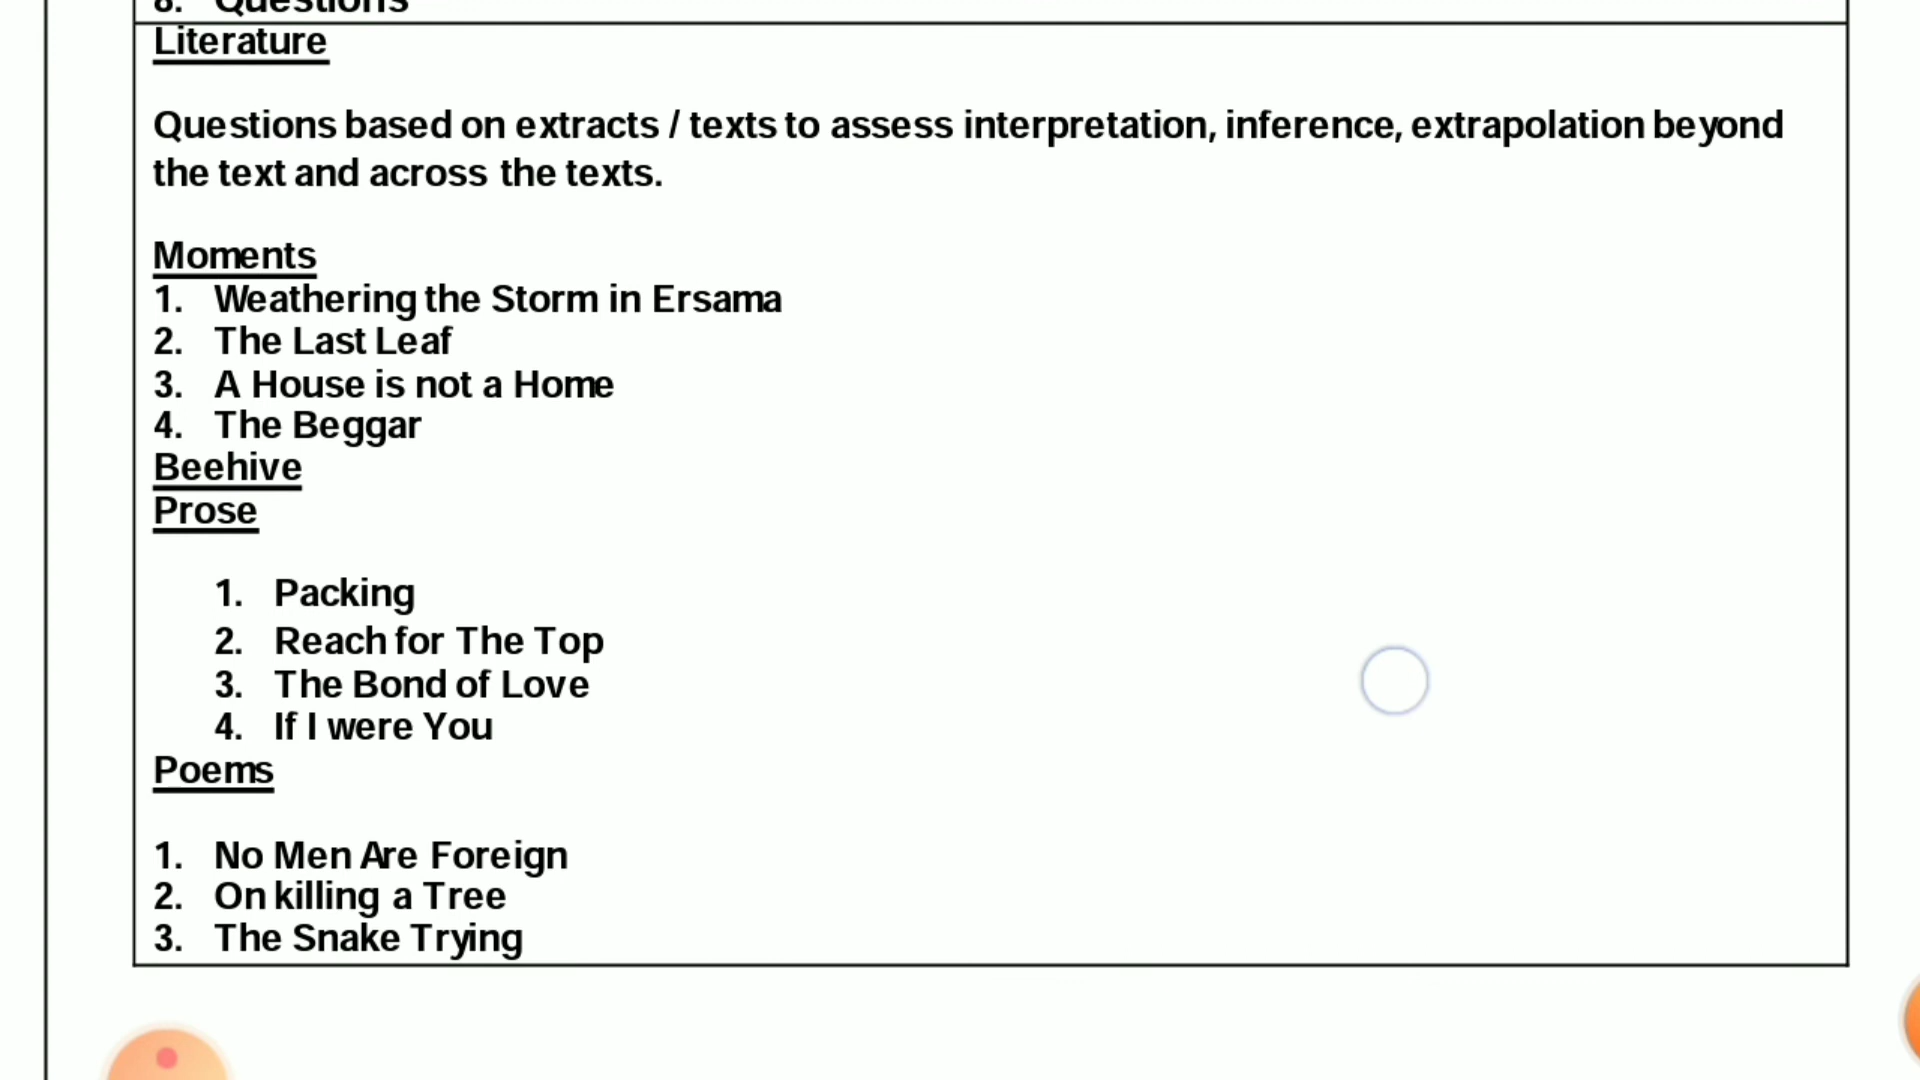 8. Questions
Literature
Questions based on extracts / texts to assess interpretation, inference, extrapolation beyond
the text and across the texts.
Moments
1. Weathering the Storm in Ersama
2. The Last Leaf
3. A House is not a Home
4. The Beggar
Beehive
Prose
1. Packing
2. Reach for The Top
3. The Bond of Love
4. If I were You
Poems
1. No Men Are Foreign
2. On killing a Tree
3. The Snake Trying